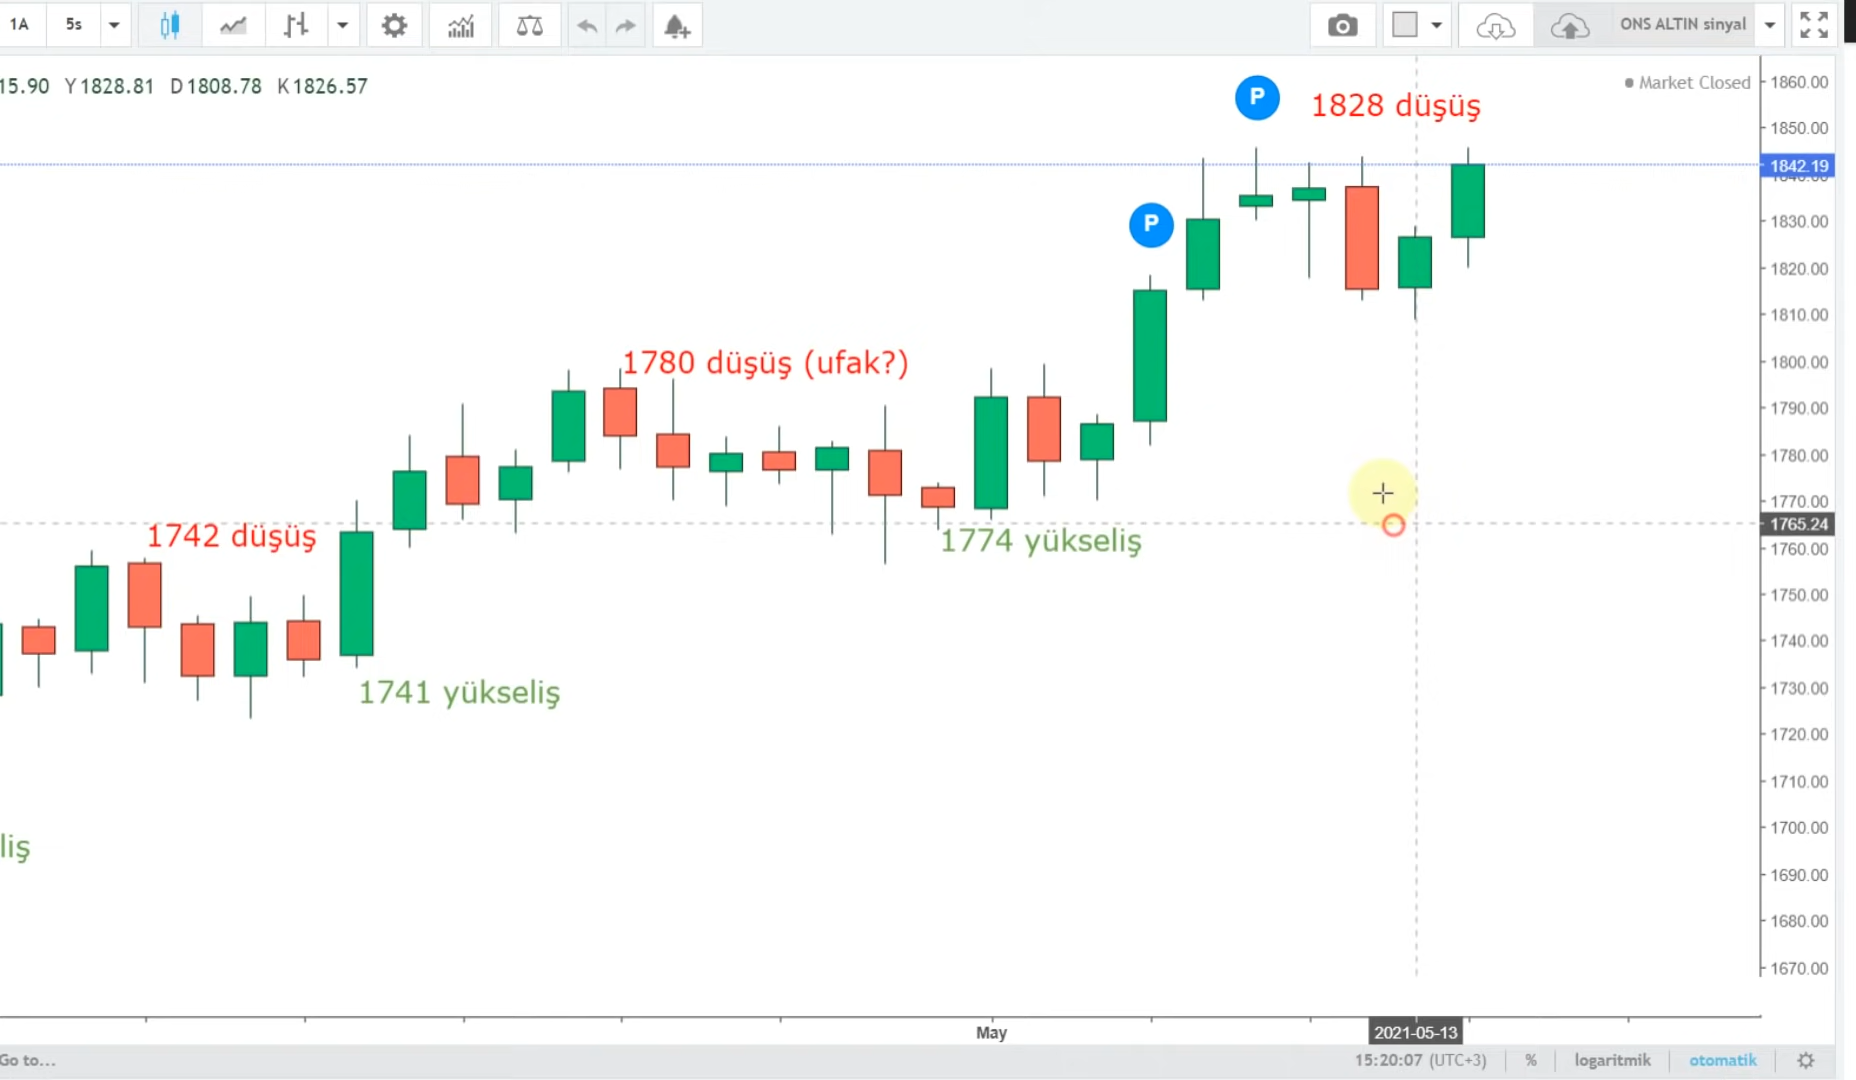 1A 5s ONS ALTIN sinyal
15.90 Y1828.81 D1808.78 K1826.57
Market Closed
P
1828 düşüş
P
1780 düşüş (ufak?)
1742 düşüş
1774 yükseliş
1741 yükseliş
liş
1860.00
1850.00
1842.19
1840.00
1830.00
1820.00
1810.00
1800.00
1790.00
1780.00
1770.00
1765.24
1760.00
1750.00
1740.00
1730.00
1720.00
1710.00
1700.00
1690.00
1680.00
1670.00
May 2021-05-13
Go to... 15:20:07 (UTC+3) % logaritmik otomatik